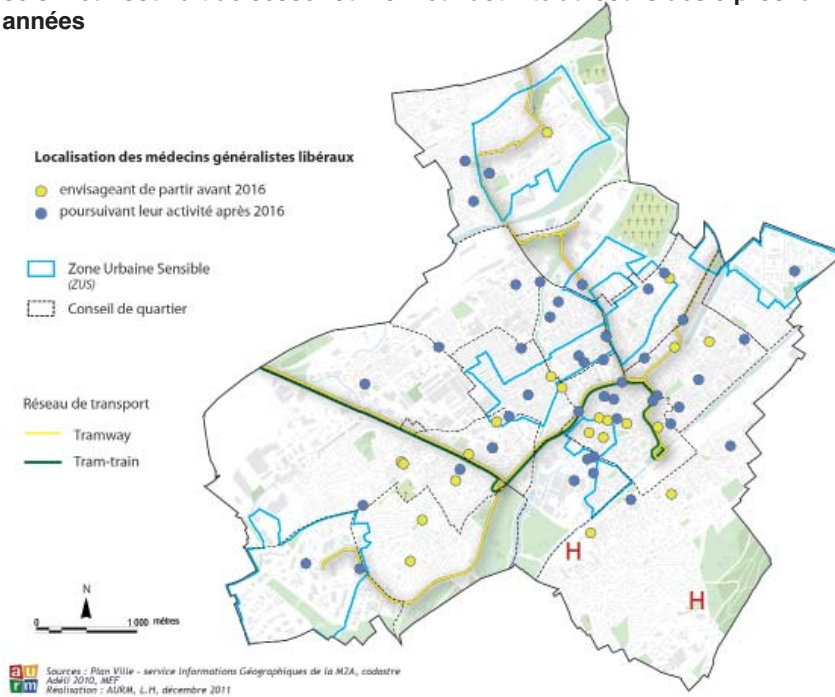 années
Localisation des médecins généralistes libéraux
envisageant de partir avant 2016
poursuivant leur activité après 2016
Zone Urbaine Sensible
(ZUS)
Conseil de quartier
Réseau de transport
Tramway
Tram-train
H
H
N
0 1 000 mètres
au
rm
Sources : Plan Ville - service Informations Géographiques de la M2A, cadastre
Adéli 2010, MEF
Réalisation : AURM, L.H, décembre 2011